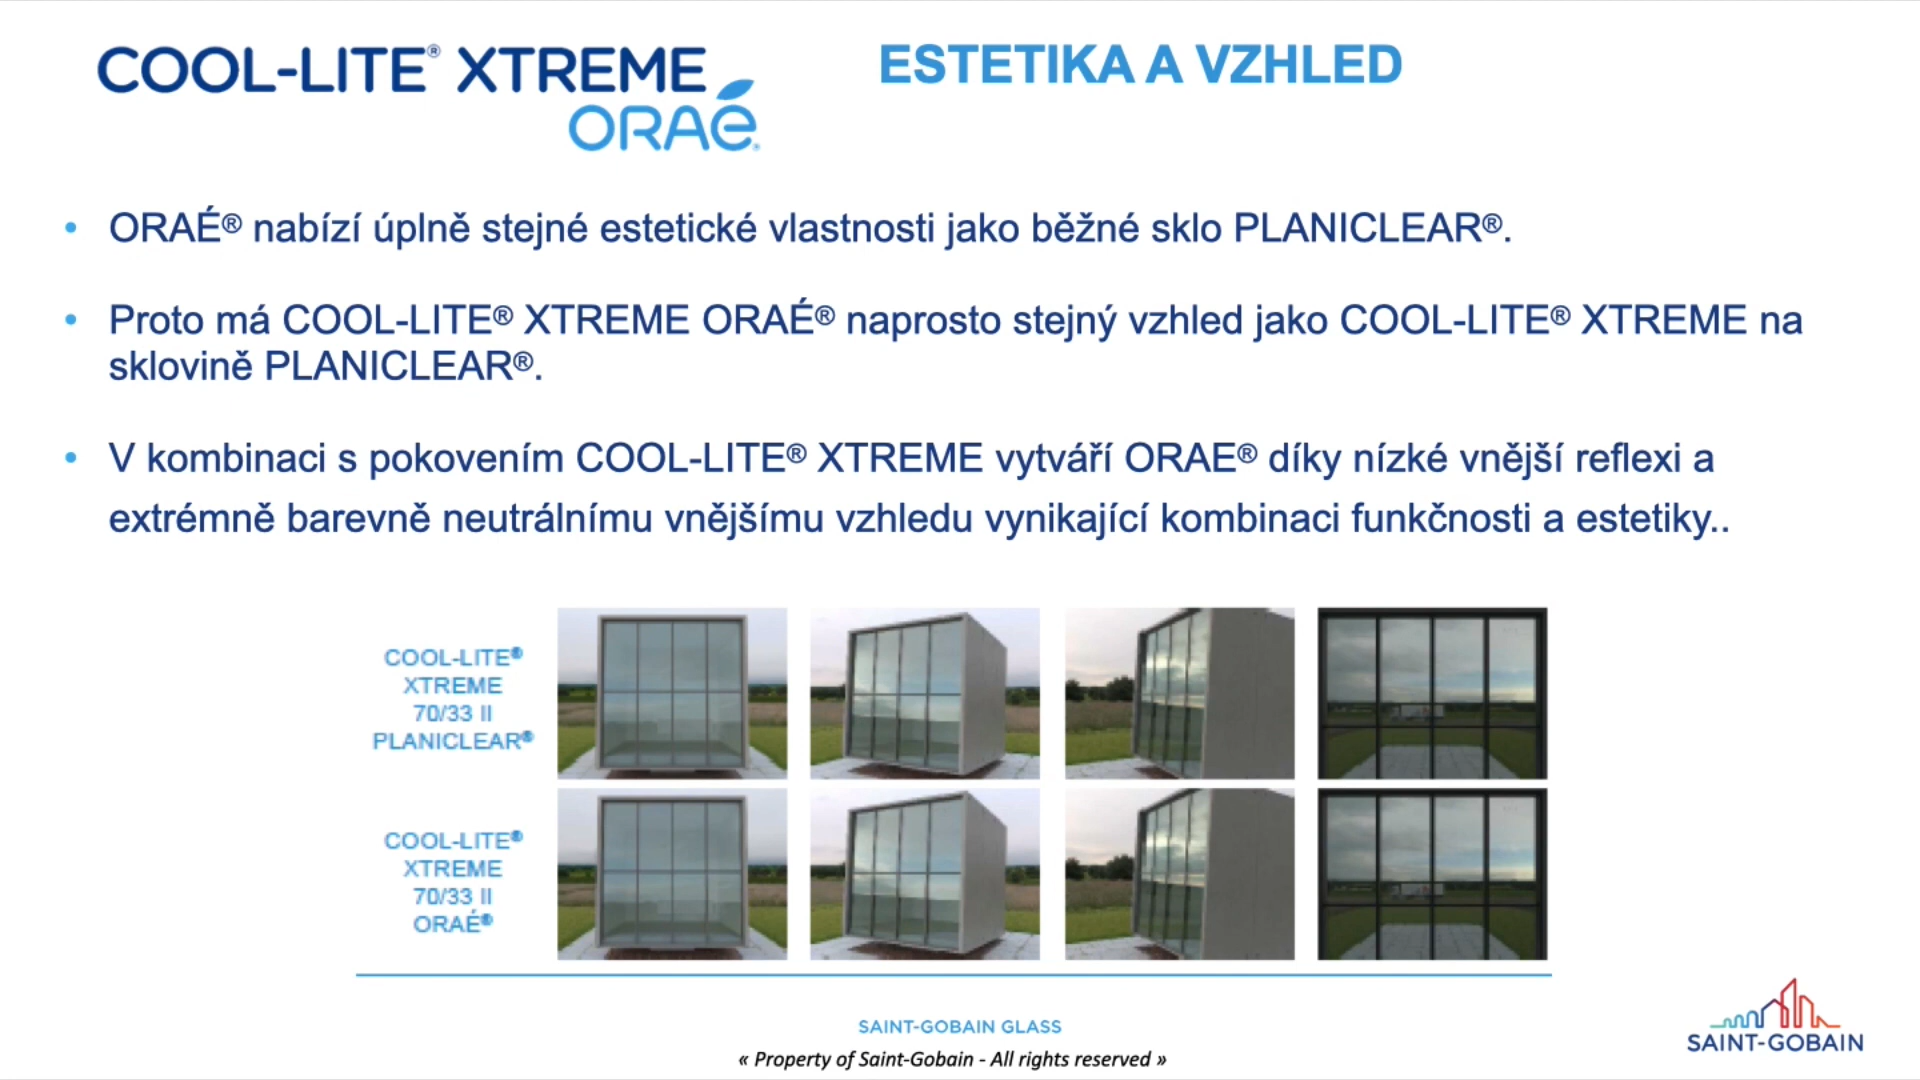 COOL-LITE® XTREME
ORAé®
ESTETIKA A VZHLED
• ORAÉ® nabízí úplně stejné estetické vlastnosti jako běžné sklo PLANICLEAR®.
• Proto má COOL-LITE® XTREME ORAÉ® naprosto stejný vzhled jako COOL-LITE® XTREME na
sklovině PLANICLEAR®.
• V kombinaci s pokovením COOL-LITE® XTREME vytváří ORAE® díky nízké vnější reflexi a
extrémně barevně neutrálnímu vnějšímu vzhledu vynikající kombinaci funkčnosti a estetiky..
COOL-LITE®
XTREME
70/33 II
PLANICLEAR®
COOL-LITE®
XTREME
70/33 II
ORAÉ®
SAINT-GOBAIN GLASS
« Property of Saint-Gobain - All rights reserved »
SAINT-GOBAIN